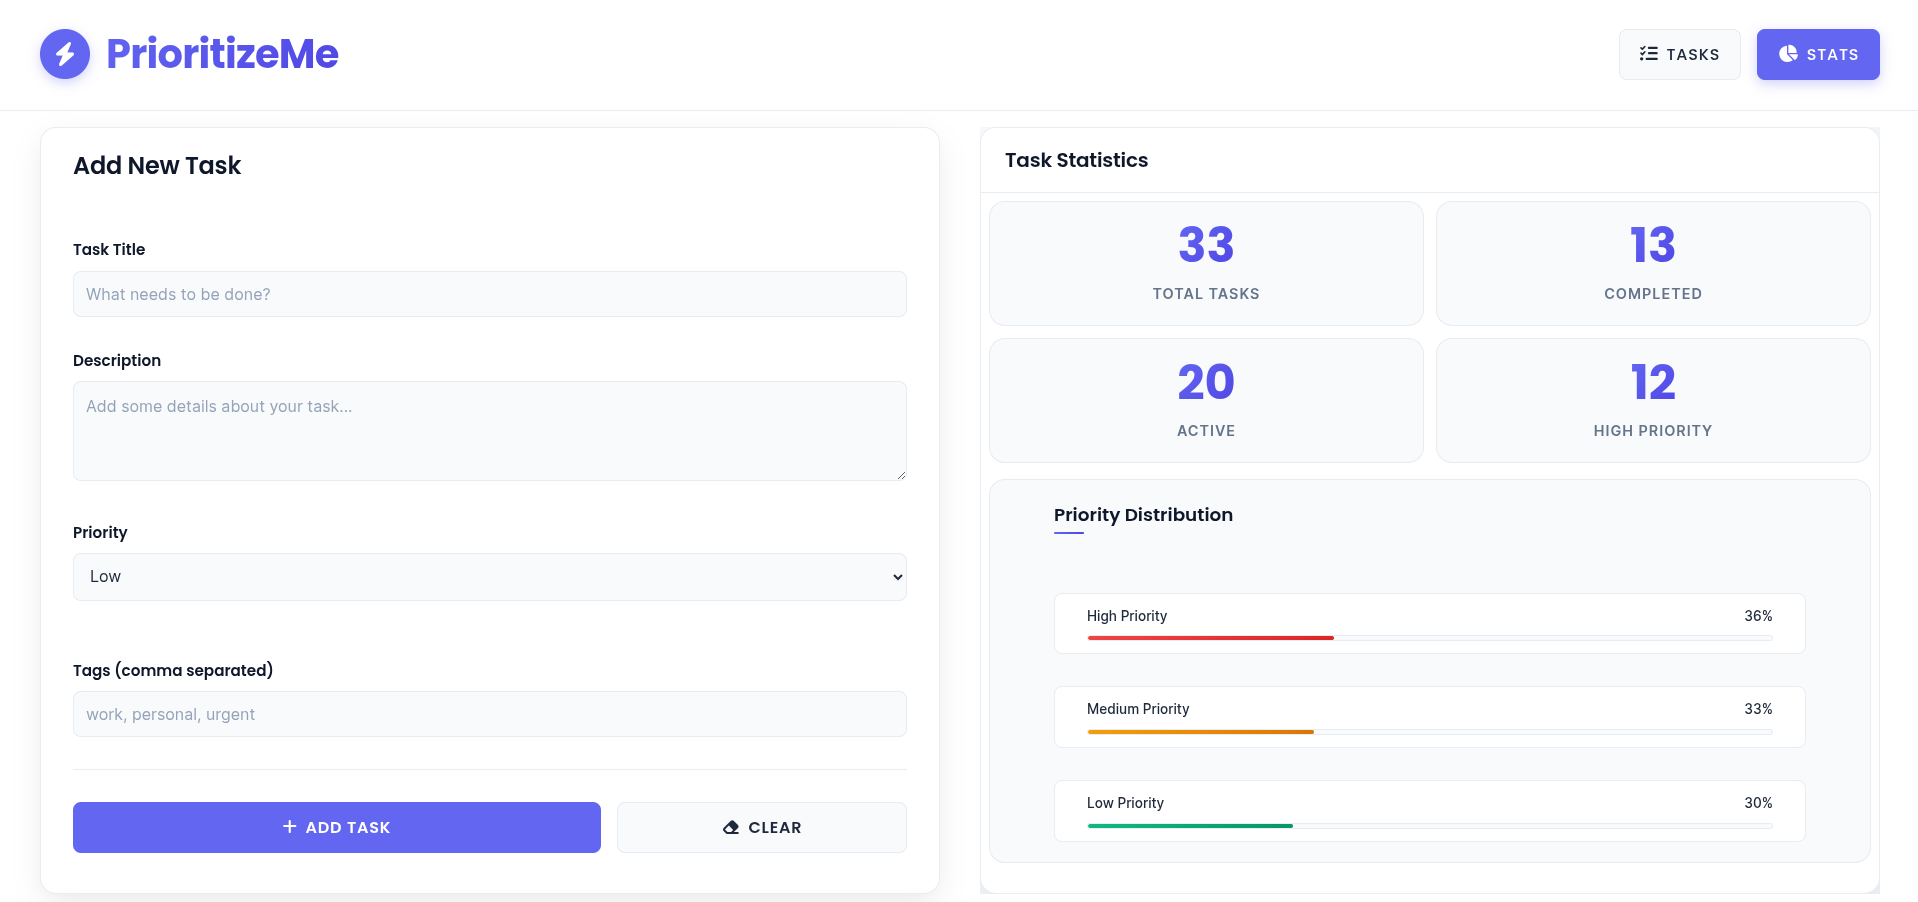 PrioritizeMe
TASKS
STATS
Add New Task
Task Title
What needs to be done?
Description
Add some details about your task...
Priority
Low
Tags (comma separated)
work, personal, urgent
ADD TASK
CLEAR
Task Statistics
33
TOTAL TASKS
13
COMPLETED
20
ACTIVE
12
HIGH PRIORITY
Priority Distribution
High Priority 36%
Medium Priority 33%
Low Priority 30%